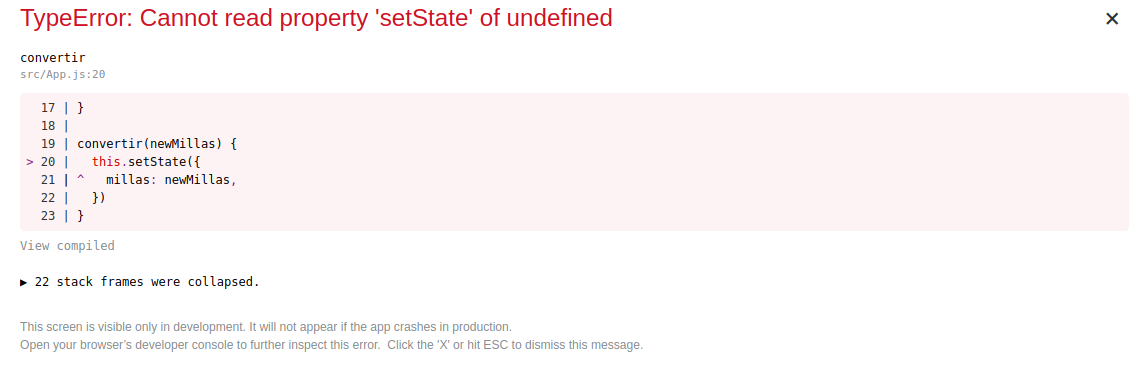 TypeError: Cannot read property 'setState' of undefined
✕
convertir
src/App.js:20
17 | }
18 |
19 | convertir(newMillas) {
> 20 |   this.setState({
21 | ^   millas: newMillas,
22 |   })
23 | }
View compiled
▶ 22 stack frames were collapsed.
This screen is visible only in development. It will not appear if the app crashes in production.
Open your browser’s developer console to further inspect this error.  Click the 'X' or hit ESC to dismiss this message.